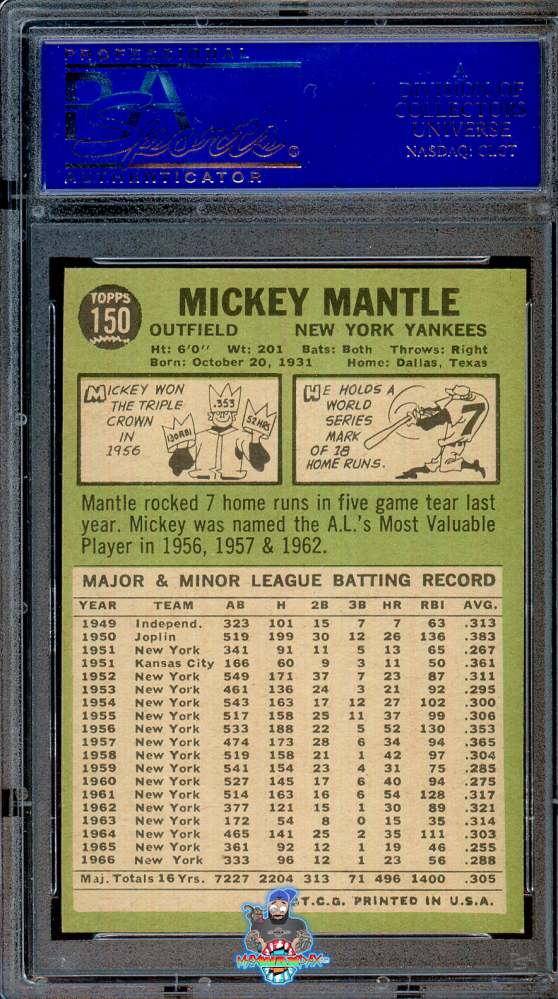 PROFESSIONAL
PSA
Sports®
AUTHENTICATOR
A
DIVISION OF
COLLECTORS
UNIVERSE
NASDAQ: CLCT
TOPPS
150
MICKEY MANTLE
OUTFIELD NEW YORK YANKEES
Ht: 6'0" Wt: 201 Bats: Both Throws: Right
Born: October 20, 1931 Home: Dallas, Texas
MICKEY WON
THE TRIPLE
CROWN
IN
1956
130 RBI
.353
52 HRS
HE HOLDS A
WORLD
SERIES
MARK
OF 18
HOME RUNS.
7
Mantle rocked 7 home runs in five game tear last
year. Mickey was named the A.L.'s Most Valuable
Player in 1956, 1957 & 1962.
MAJOR & MINOR LEAGUE BATTING RECORD
YEAR TEAM AB H 2B 3B HR RBI AVG.
1949 Independ. 323 101 15 7 7 63 .313
1950 Joplin 519 199 30 12 26 136 .383
1951 New York 341 91 11 5 13 65 .267
1951 Kansas City 166 60 9 3 11 50 .361
1952 New York 549 171 37 7 23 87 .311
1953 New York 461 136 24 3 21 92 .295
1954 New York 543 163 17 12 27 102 .300
1955 New York 517 158 25 11 37 99 .306
1956 New York 533 188 22 5 52 130 .353
1957 New York 474 173 28 6 34 94 .365
1958 New York 519 158 21 1 42 97 .304
1959 New York 541 154 23 4 31 75 .285
1960 New York 527 145 17 6 40 94 .275
1961 New York 514 163 16 6 54 128 .317
1962 New York 377 121 15 1 30 89 .321
1963 New York 172 54 8 0 15 35 .314
1964 New York 465 141 25 2 35 111 .303
1965 New York 361 92 12 1 19 46 .255
1966 New York 333 96 12 1 23 56 .288
Maj. Totals 16 Yrs. 7227 2204 313 71 496 1400 .305
T.C.G. PRINTED IN U.S.A.